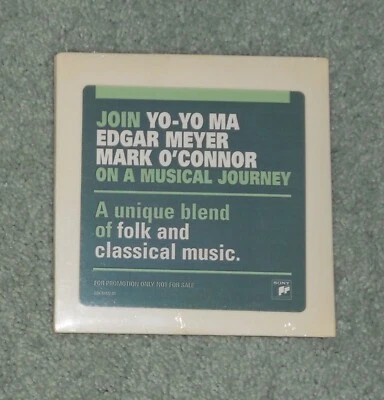 JOIN YO-YO MA
EDGAR MEYER
MARK O'CONNOR
ON A MUSICAL JOURNEY
A unique blend
of folk and
classical music.
FOR PROMOTION ONLY NOT FOR SALE
SONY